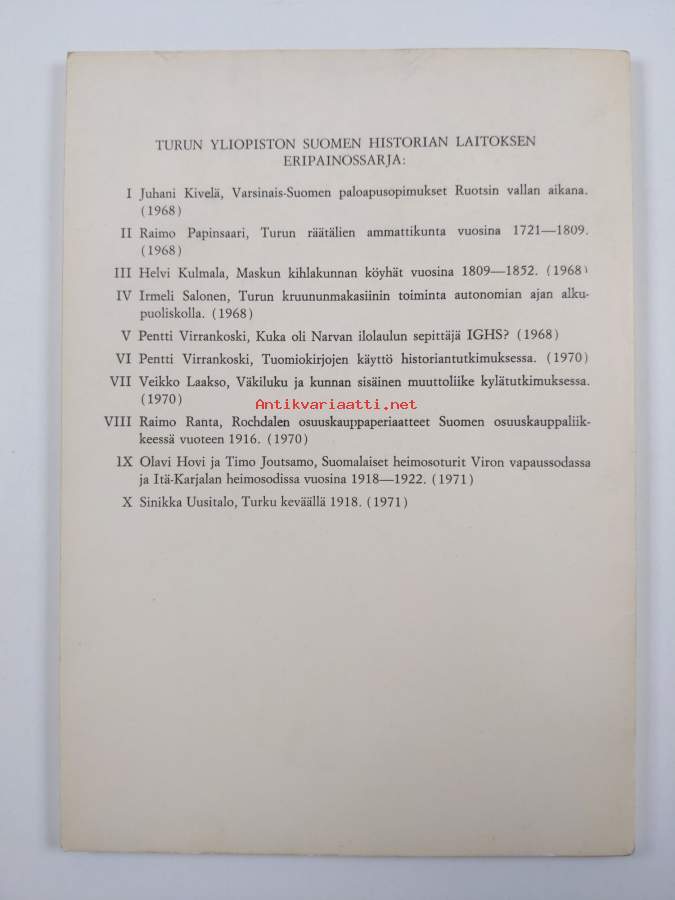 TURUN YLIOPISTON SUOMEN HISTORIAN LAITOKSEN
ERIPAINOSSARJA:
I Juhani Kivelä, Varsinais-Suomen paloapusopimukset Ruotsin vallan aikana.
(1968)
II Raimo Papinsaari, Turun räätälien ammattikunta vuosina 1721—1809.
(1968)
III Helvi Kulmala, Maskun kihlakunnan köyhät vuosina 1809—1852. (1968)
IV Irmeli Salonen, Turun kruununmakasiinin toiminta autonomian ajan alku-
puoliskolla. (1968)
V Pentti Virrankoski, Kuka oli Narvan ilolaulun sepittäjä IGHS? (1968)
VI Pentti Virrankoski, Tuomiokirjojen käyttö historiantutkimuksessa. (1970)
VII Veikko Laakso, Väkiluku ja kunnan sisäinen muuttoliike kylätutkimuksessa.
(1970)
Antikvariaatti.net
VIII Raimo Ranta, Rochdalen osuuskauppaperiaatteet Suomen osuuskauppaliik-
keessä vuoteen 1916. (1970)
IX Olavi Hovi ja Timo Joutsamo, Suomalaiset heimosoturit Viron vapaussodassa
ja Itä-Karjalan heimosodissa vuosina 1918—1922. (1971)
X Sinikka Uusitalo, Turku keväällä 1918. (1971)